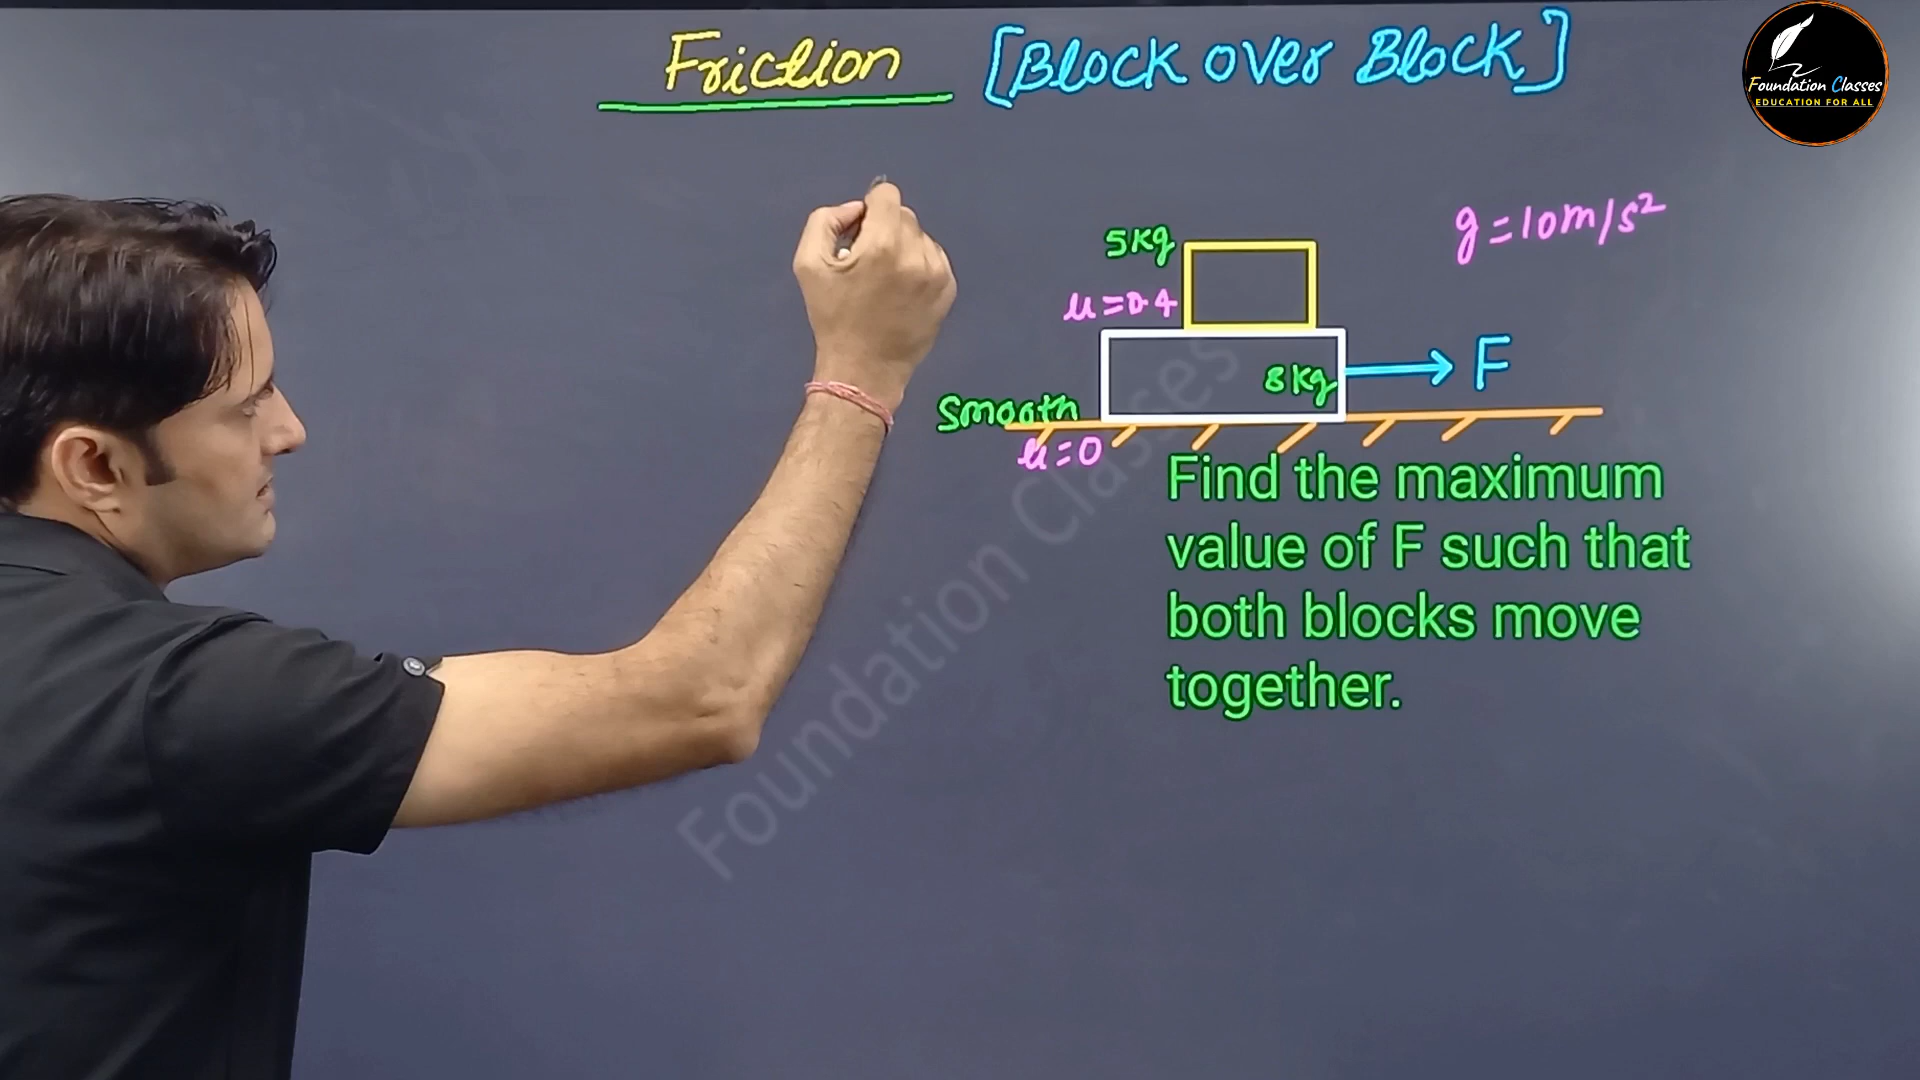 Friction [Block over Block]
Foundation Classes
EDUCATION FOR ALL
g = 10 m/s²
5kg
μ = 0.4
8kg
F
Smooth
μ = 0
Find the maximum
value of F such that
both blocks move
together.
Foundation Classes